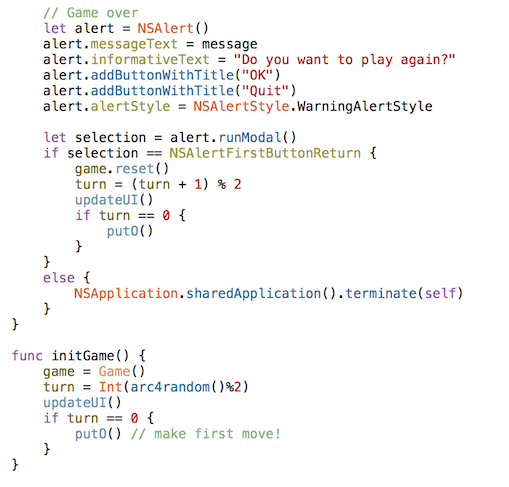 // Game over
    let alert = NSAlert()
    alert.messageText = message
    alert.informativeText = "Do you want to play again?"
    alert.addButtonWithTitle("OK")
    alert.addButtonWithTitle("Quit")
    alert.alertStyle = NSAlertStyle.WarningAlertStyle

    let selection = alert.runModal()
    if selection == NSAlertFirstButtonReturn {
        game.reset()
        turn = (turn + 1) % 2
        updateUI()
        if turn == 0 {
            putO()
        }
    }
    else {
        NSApplication.sharedApplication().terminate(self)
    }
}

func initGame() {
    game = Game()
    turn = Int(arc4random()%2)
    updateUI()
    if turn == 0 {
        putO() // make first move!
    }
}